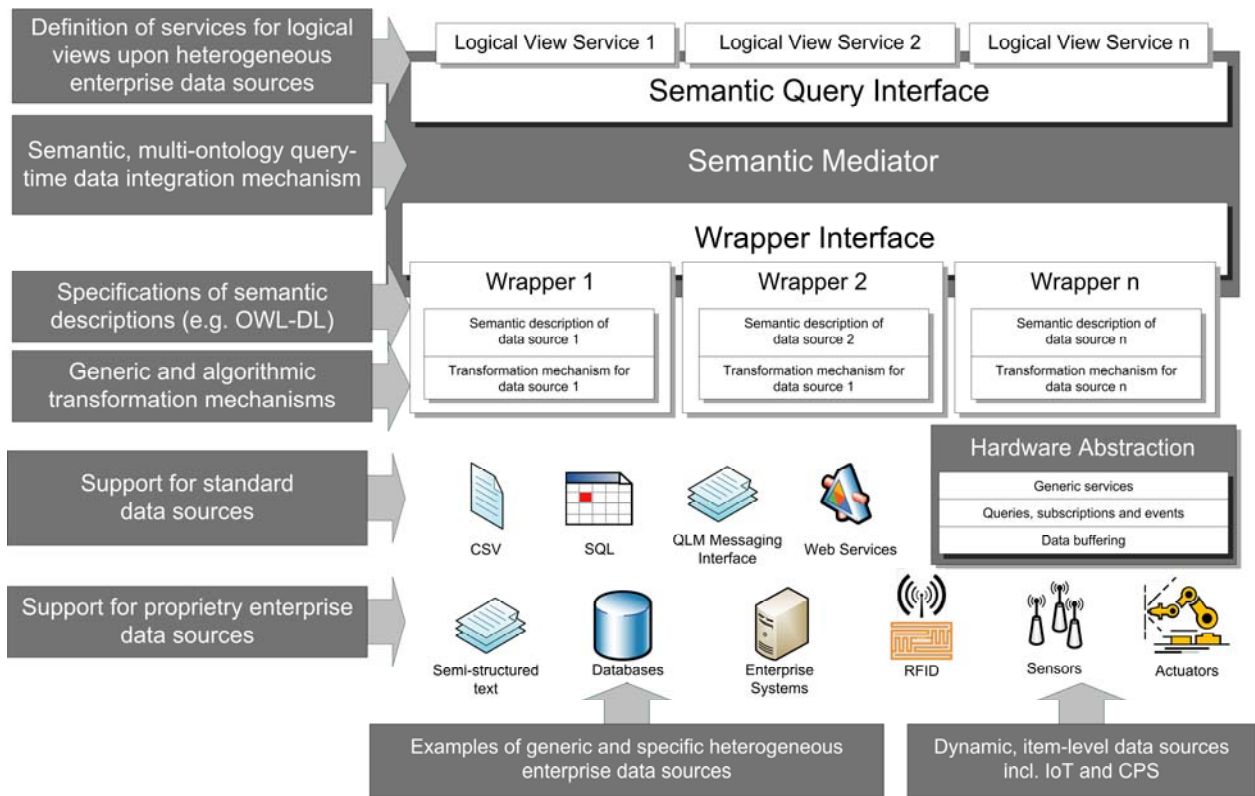 Definition of services for logical
views upon heterogeneous
enterprise data sources
Logical View Service 1
Logical View Service 2
Logical View Service n
Semantic Query Interface
Semantic, multi-ontology query-
time data integration mechanism
Semantic Mediator
Wrapper Interface
Specifications of semantic
descriptions (e.g. OWL-DL)
Generic and algorithmic
transformation mechanisms
Wrapper 1
Semantic description of
data source 1
Transformation mechanism for
data source 1
Wrapper 2
Semantic description of
data source 2
Transformation mechanism for
data source 1
Wrapper n
Semantic description of
data source n
Transformation mechanism for
data source n
Support for standard
data sources
CSV
SQL
QLM Messaging
Interface
Web Services
Hardware Abstraction
Generic services
Queries, subscriptions and events
Data buffering
Support for proprietry enterprise
data sources
Semi-structured
text
Databases
Enterprise
Systems
RFID
Sensors
Actuators
Examples of generic and specific heterogeneous
enterprise data sources
Dynamic, item-level data sources
incl. IoT and CPS